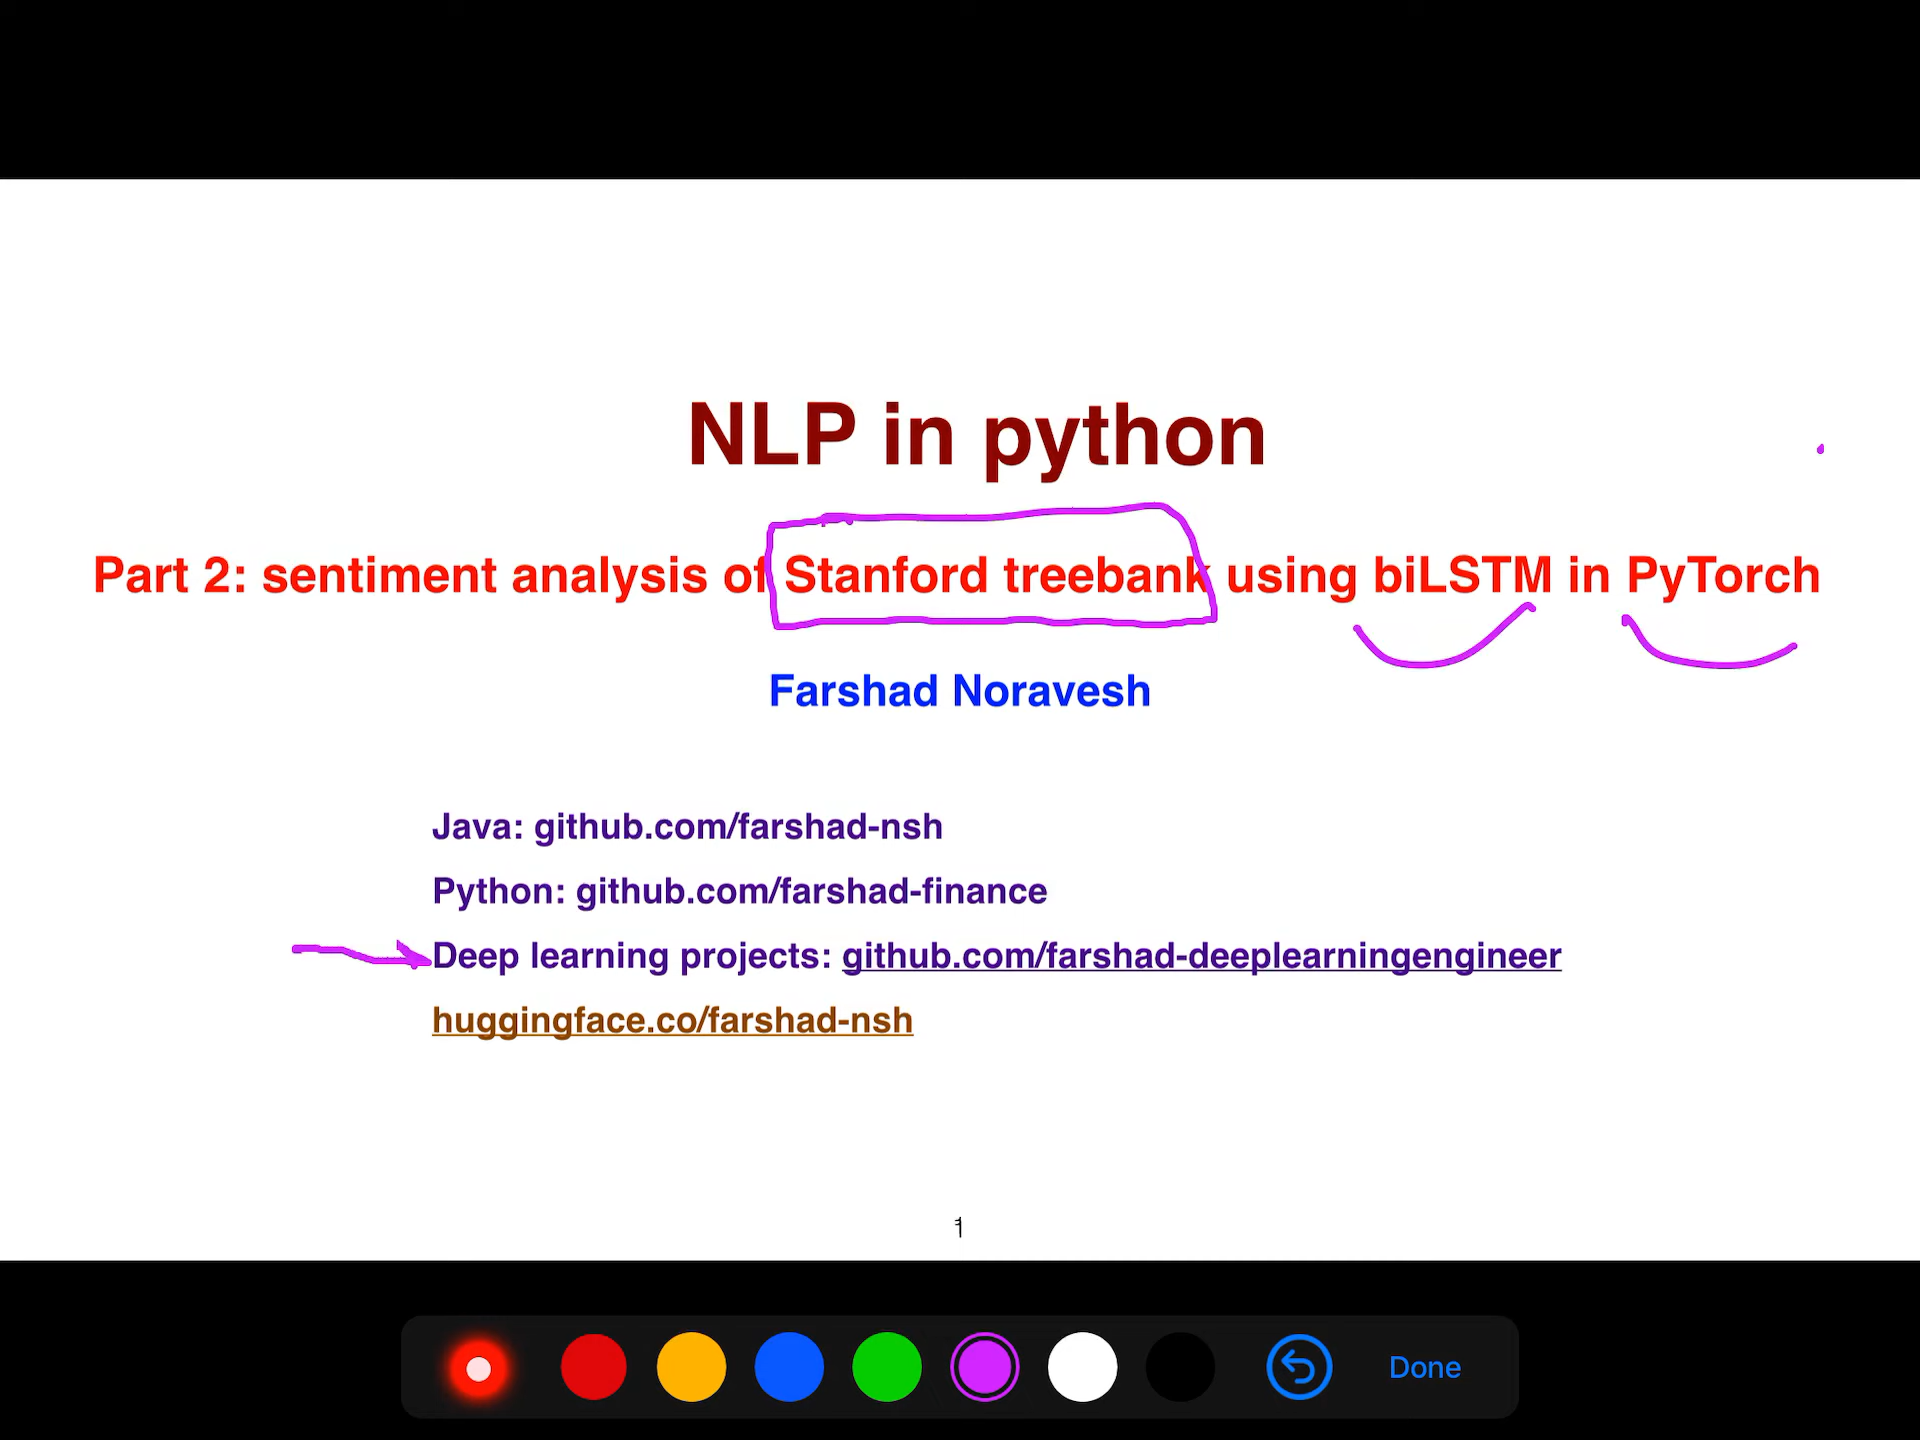 NLP in python
Part 2: sentiment analysis of Stanford treebank using biLSTM in PyTorch
Farshad Noravesh
Java: github.com/farshad-nsh
Python: github.com/farshad-finance
Deep learning projects: github.com/farshad-deeplearningengineer
huggingface.co/farshad-nsh
1
Done